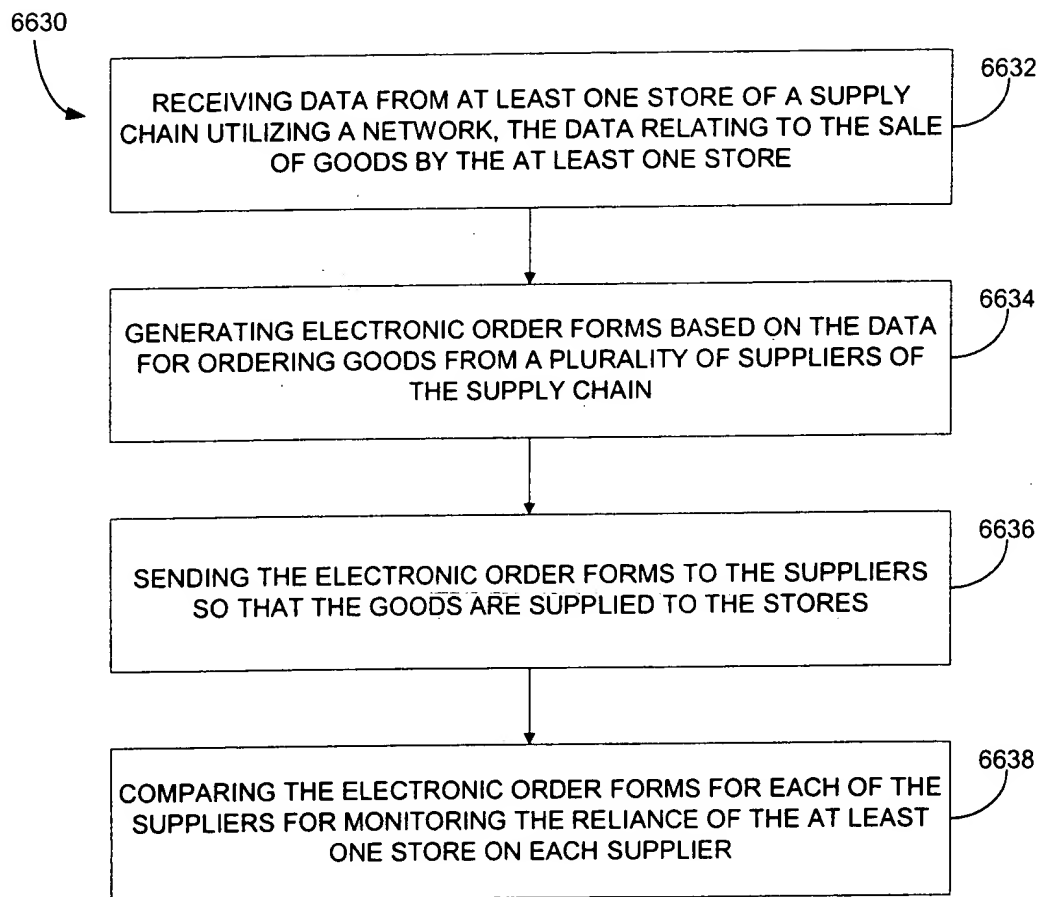 6630
6632
RECEIVING DATA FROM AT LEAST ONE STORE OF A SUPPLY
CHAIN UTILIZING A NETWORK, THE DATA RELATING TO THE SALE
OF GOODS BY THE AT LEAST ONE STORE
6634
GENERATING ELECTRONIC ORDER FORMS BASED ON THE DATA
FOR ORDERING GOODS FROM A PLURALITY OF SUPPLIERS OF
THE SUPPLY CHAIN
6636
SENDING THE ELECTRONIC ORDER FORMS TO THE SUPPLIERS
SO THAT THE GOODS ARE SUPPLIED TO THE STORES
6638
COMPARING THE ELECTRONIC ORDER FORMS FOR EACH OF THE
SUPPLIERS FOR MONITORING THE RELIANCE OF THE AT LEAST
ONE STORE ON EACH SUPPLIER